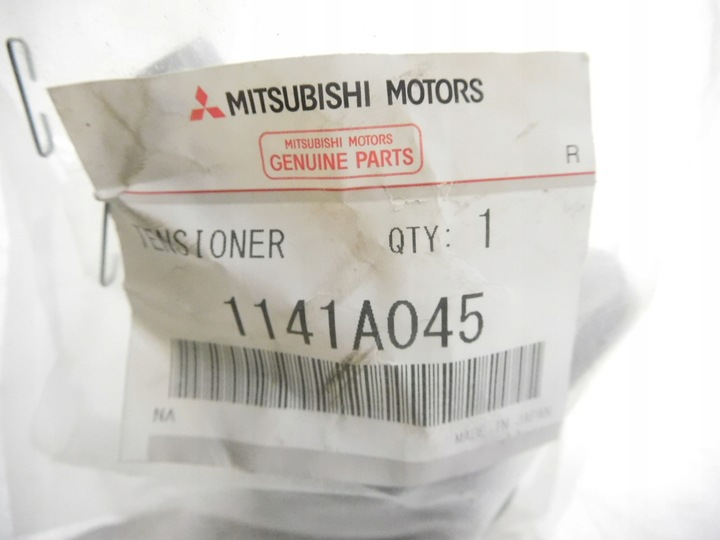 MITSUBISHI MOTORS
MITSUBISHI MOTORS
GENUINE PARTS
R
TENSIONER QTY: 1
1141A045
NA
MADE IN JAPAN